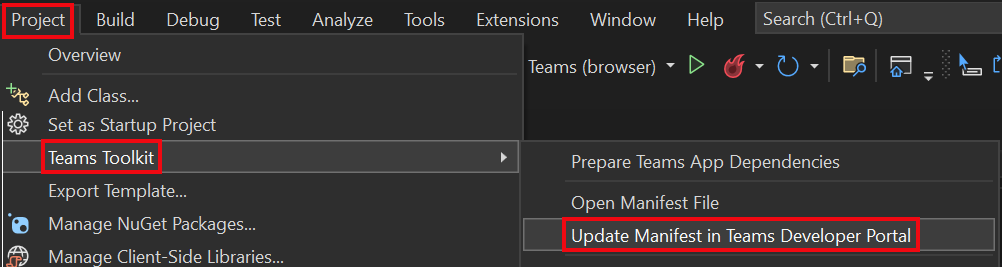 Project Build Debug Test Analyze Tools Extensions Window Help Search (Ctrl+Q)
Overview
Teams (browser)
Add Class...
Set as Startup Project
Teams Toolkit
Prepare Teams App Dependencies
Export Template...
Open Manifest File
Manage NuGet Packages...
Update Manifest in Teams Developer Portal
Manage Client-Side Libraries...